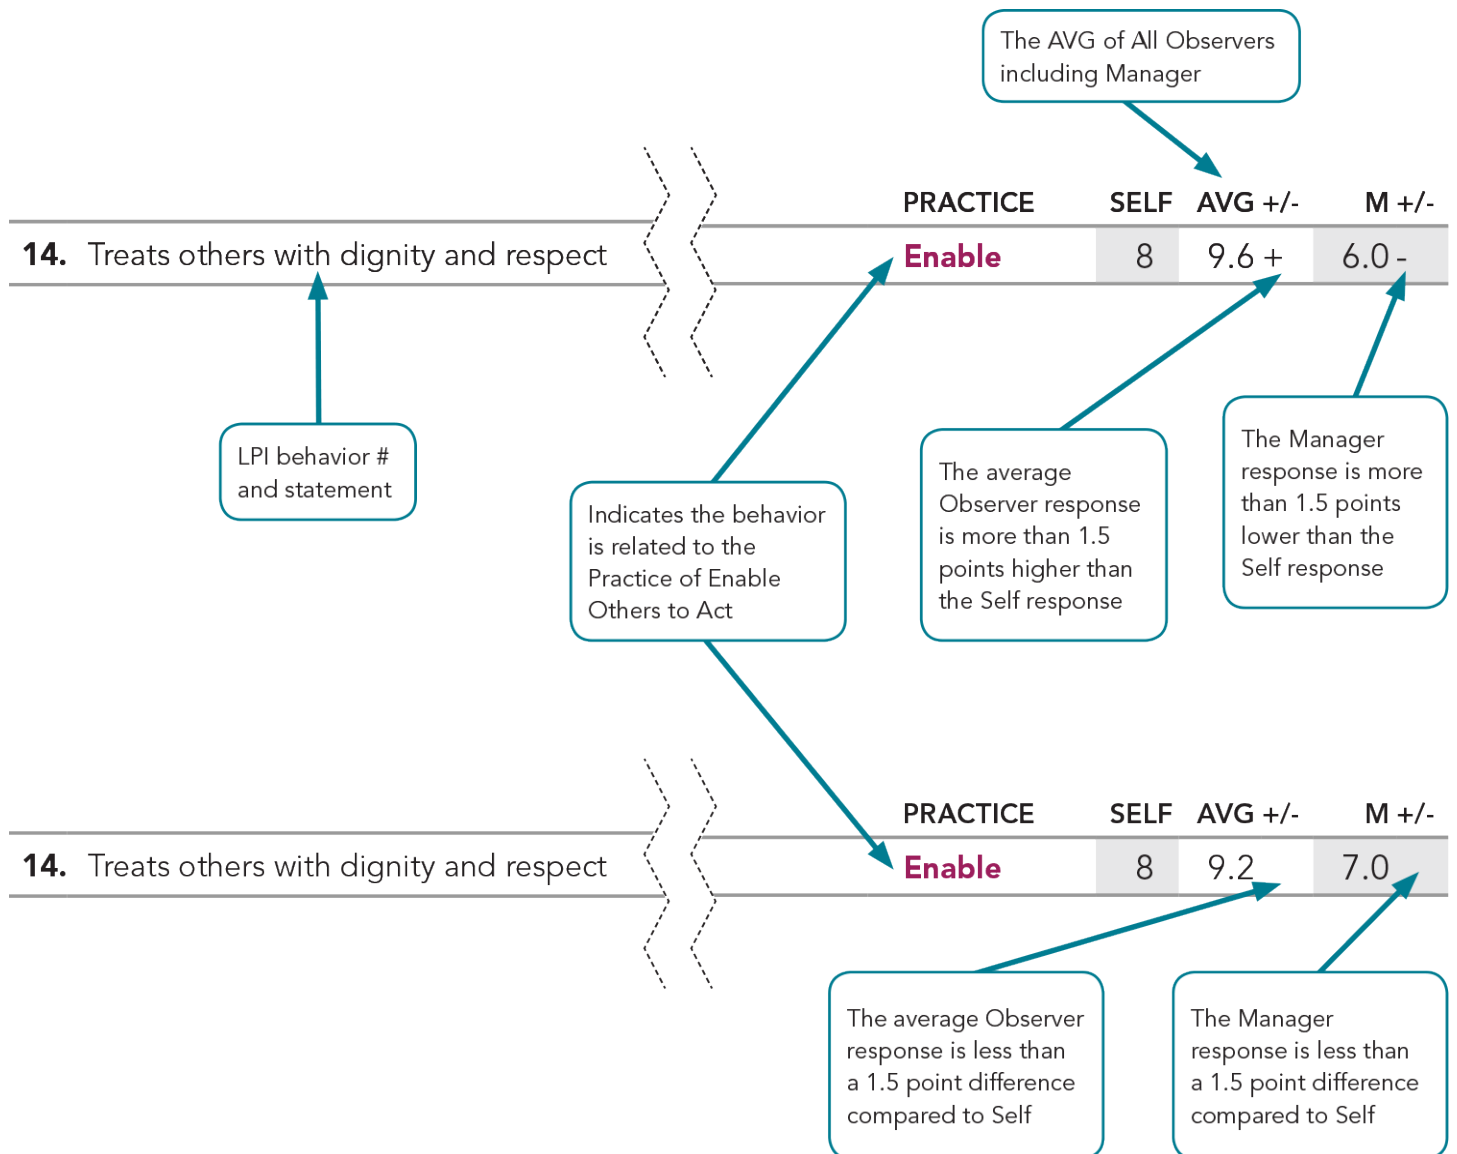 The AVG of All Observers
including Manager
PRACTICE SELF AVG +/- M +/-
14. Treats others with dignity and respect Enable 8 9.6 + 6.0 -
LPI behavior #
and statement
Indicates the behavior
is related to the
Practice of Enable
Others to Act
The average
Observer response
is more than 1.5
points higher than
the Self response
The Manager
response is more
than 1.5 points
lower than the
Self response
PRACTICE SELF AVG +/- M +/-
14. Treats others with dignity and respect Enable 8 9.2 7.0
The average Observer
response is less than
a 1.5 point difference
compared to Self
The Manager
response is less than
a 1.5 point difference
compared to Self